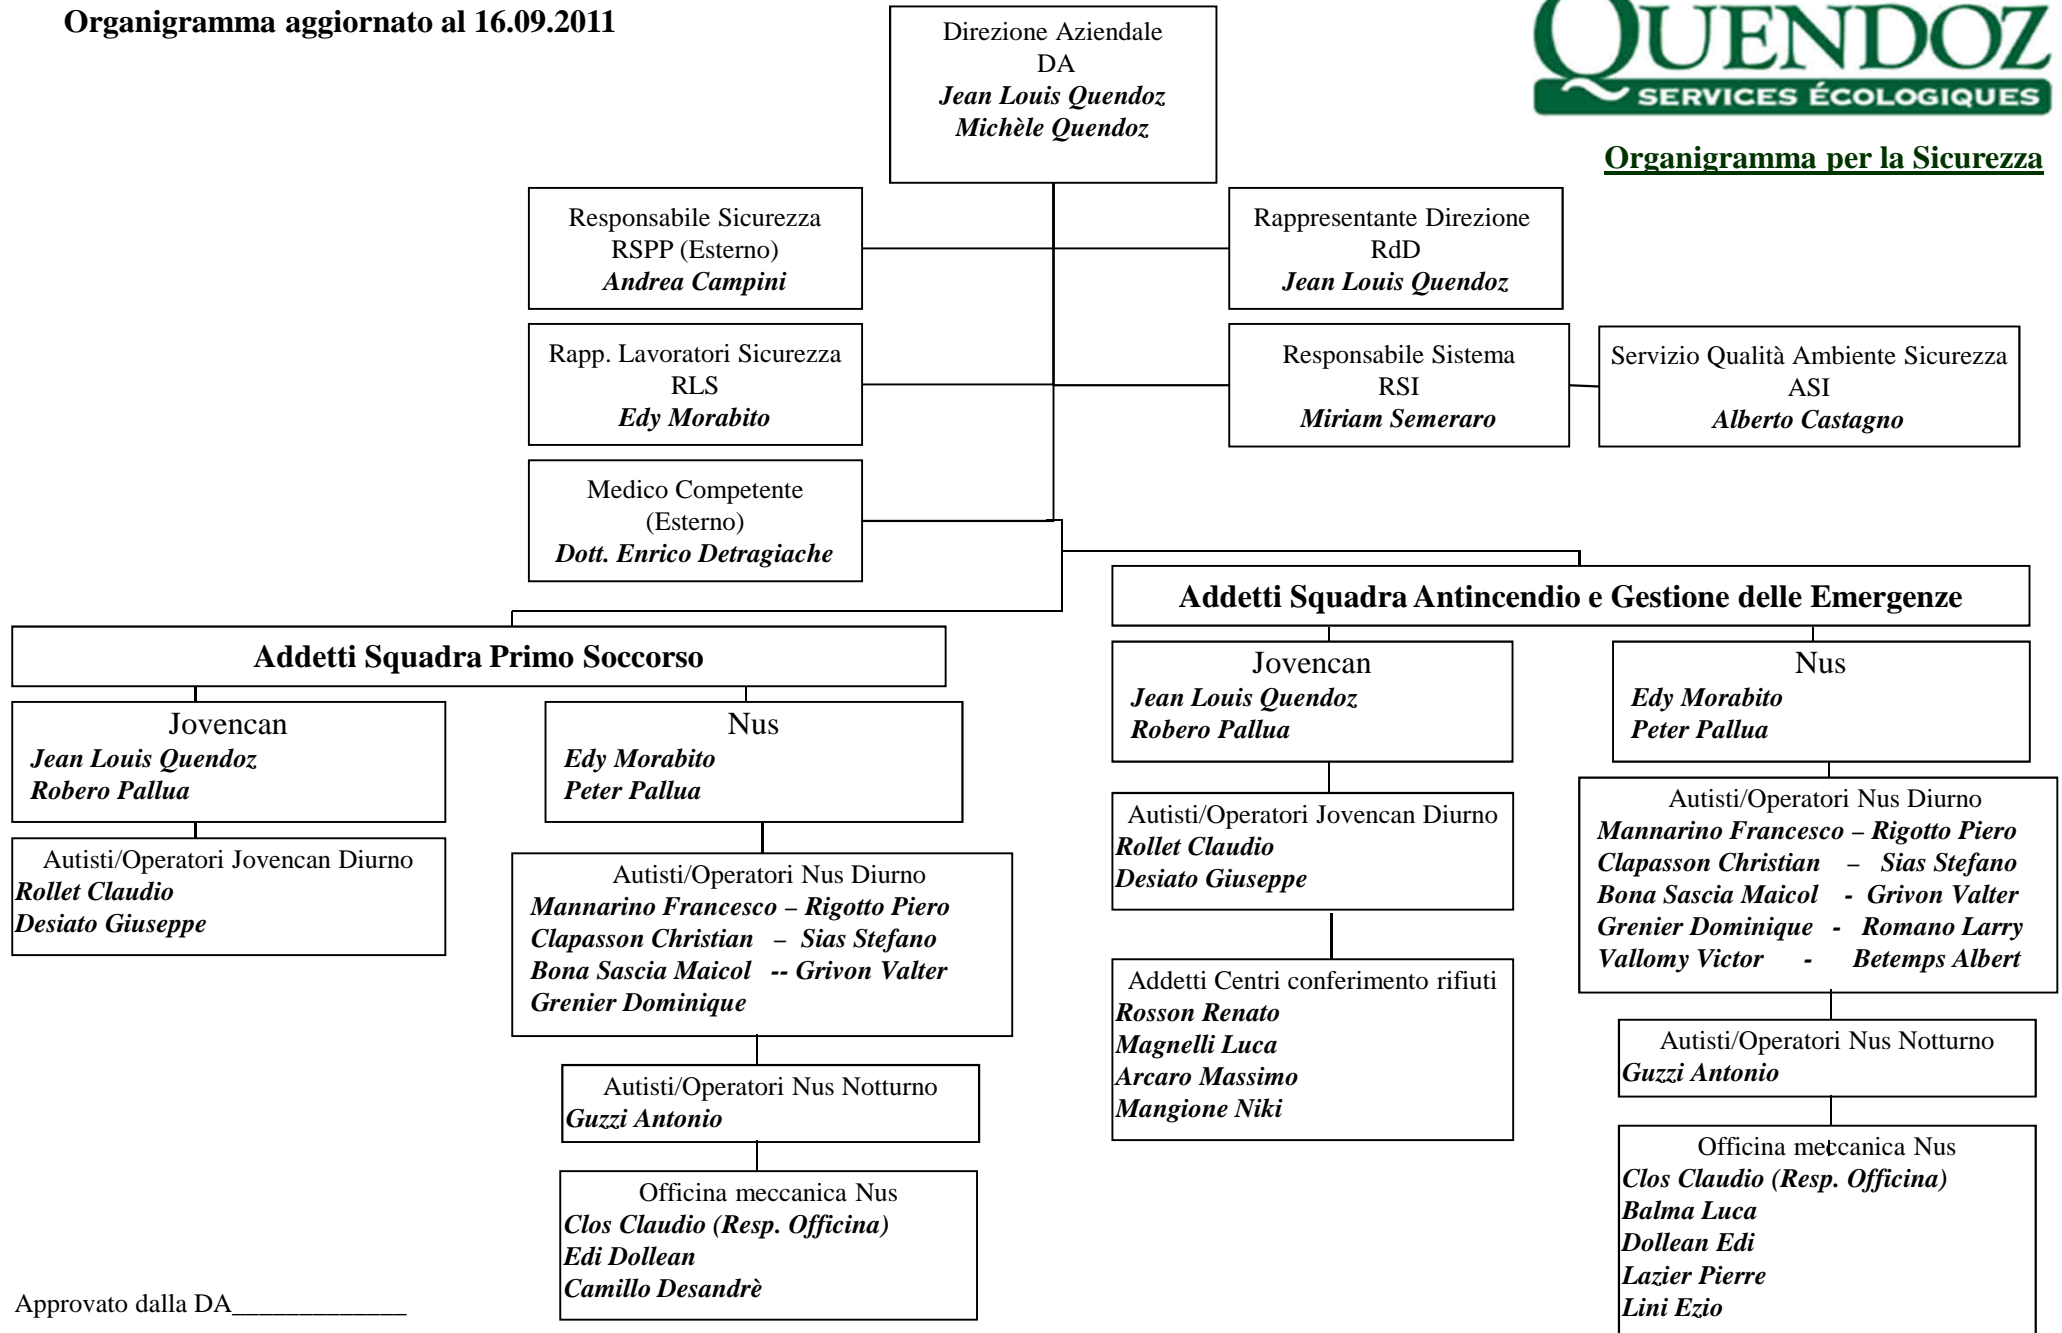 Organigramma aggiornato al 16.09.2011
Direzione Aziendale
DA
Jean Louis Quendoz
Michèle Quendoz
QUENDOZ
SERVICES ÉCOLOGIQUES
Organigramma per la Sicurezza
Responsabile Sicurezza
RSPP (Esterno)
Andrea Campini
Rappresentante Direzione
RdD
Jean Louis Quendoz
Rapp. Lavoratori Sicurezza
RLS
Edy Morabito
Responsabile Sistema
RSI
Miriam Semeraro
Servizio Qualità Ambiente Sicurezza
ASI
Alberto Castagno
Medico Competente
(Esterno)
Dott. Enrico Detragiache
Addetti Squadra Primo Soccorso
Jovencan
Jean Louis Quendoz
Robero Pallua
Autisti/Operatori Jovencan Diurno
Rollet Claudio
Desiato Giuseppe
Nus
Edy Morabito
Peter Pallua
Autisti/Operatori Nus Diurno
Mannarino Francesco – Rigotto Piero
Clapasson Christian – Sias Stefano
Bona Sascia Maicol -- Grivon Valter
Grenier Dominique
Autisti/Operatori Nus Notturno
Guzzi Antonio
Officina meccanica Nus
Clos Claudio (Resp. Officina)
Edi Dollean
Camillo Desandrè
Addetti Squadra Antincendio e Gestione delle Emergenze
Jovencan
Jean Louis Quendoz
Robero Pallua
Autisti/Operatori Jovencan Diurno
Rollet Claudio
Desiato Giuseppe
Addetti Centri conferimento rifiuti
Rosson Renato
Magnelli Luca
Arcaro Massimo
Mangione Niki
Nus
Edy Morabito
Peter Pallua
Autisti/Operatori Nus Diurno
Mannarino Francesco – Rigotto Piero
Clapasson Christian – Sias Stefano
Bona Sascia Maicol - Grivon Valter
Grenier Dominique - Romano Larry
Vallomy Victor - Betemps Albert
Autisti/Operatori Nus Notturno
Guzzi Antonio
Officina meccanica Nus
Clos Claudio (Resp. Officina)
Balma Luca
Dollean Edi
Lazier Pierre
Lini Ezio
Approvato dalla DA_____________